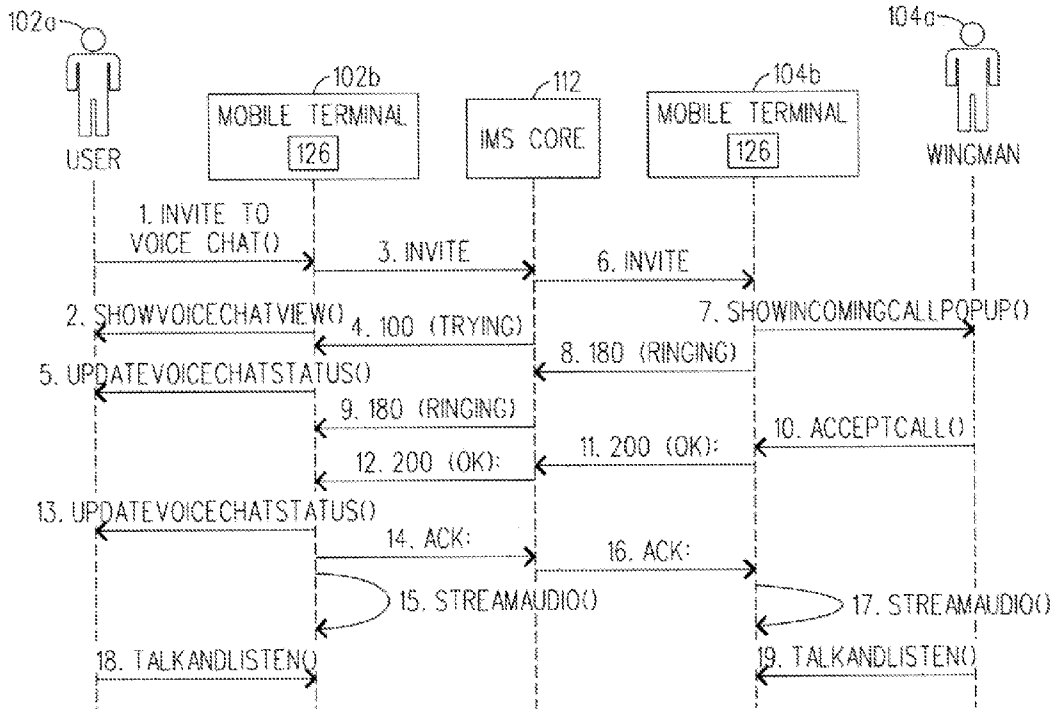 102a
104a
102b
112
104b
MOBILE TERMINAL
126
IMS CORE
MOBILE TERMINAL
126
USER
WINGMAN
1. INVITE TO
VOICE CHAT()
3. INVITE
6. INVITE
2. SHOWVOICECHATVIEW()
4. 100 (TRYING)
7. SHOWINCOMINGCALLPOPUP()
8. 180 (RINGING)
5. UPDATEVOICECHATSTATUS()
9. 180 (RINGING)
10. ACCEPTCALL()
11. 200 (OK):
12. 200 (OK):
13. UPDATEVOICECHATSTATUS()
14. ACK:
16. ACK:
15. STREAMAUDIO()
17. STREAMAUDIO()
18. TALKANDLISTEN()
19. TALKANDLISTEN()